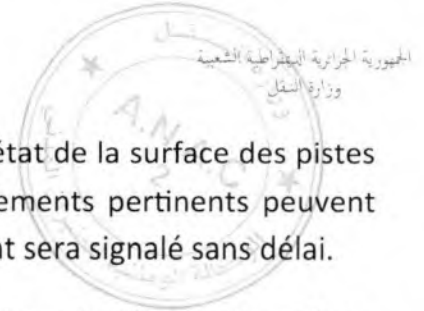 الجمهورية الجزائرية الديمقراطية الشعبية
وزارة النقل
A.N.A.C
2
état de la surface des pistes
ements pertinents peuvent
nt sera signalé sans délai.